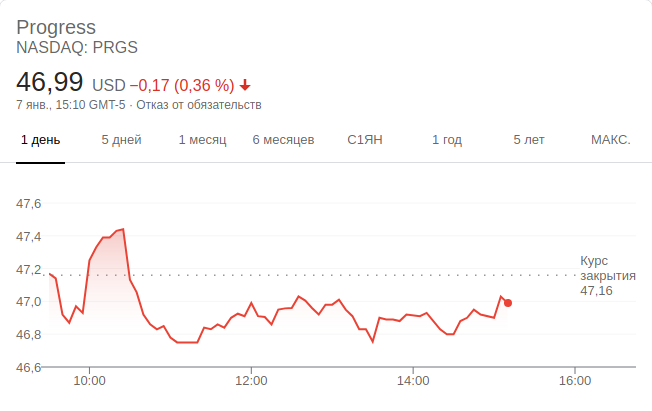 Progress
NASDAQ: PRGS
46,99 USD −0,17 (0,36 %)
7 янв., 15:10 GMT-5 · Отказ от обязательств
1 день 5 дней 1 месяц 6 месяцев С1ЯН 1 год 5 лет МАКС.
47,6
47,4
47,2
47,0
46,8
46,6
Курс
закрытия
47,16
10:00 12:00 14:00 16:00